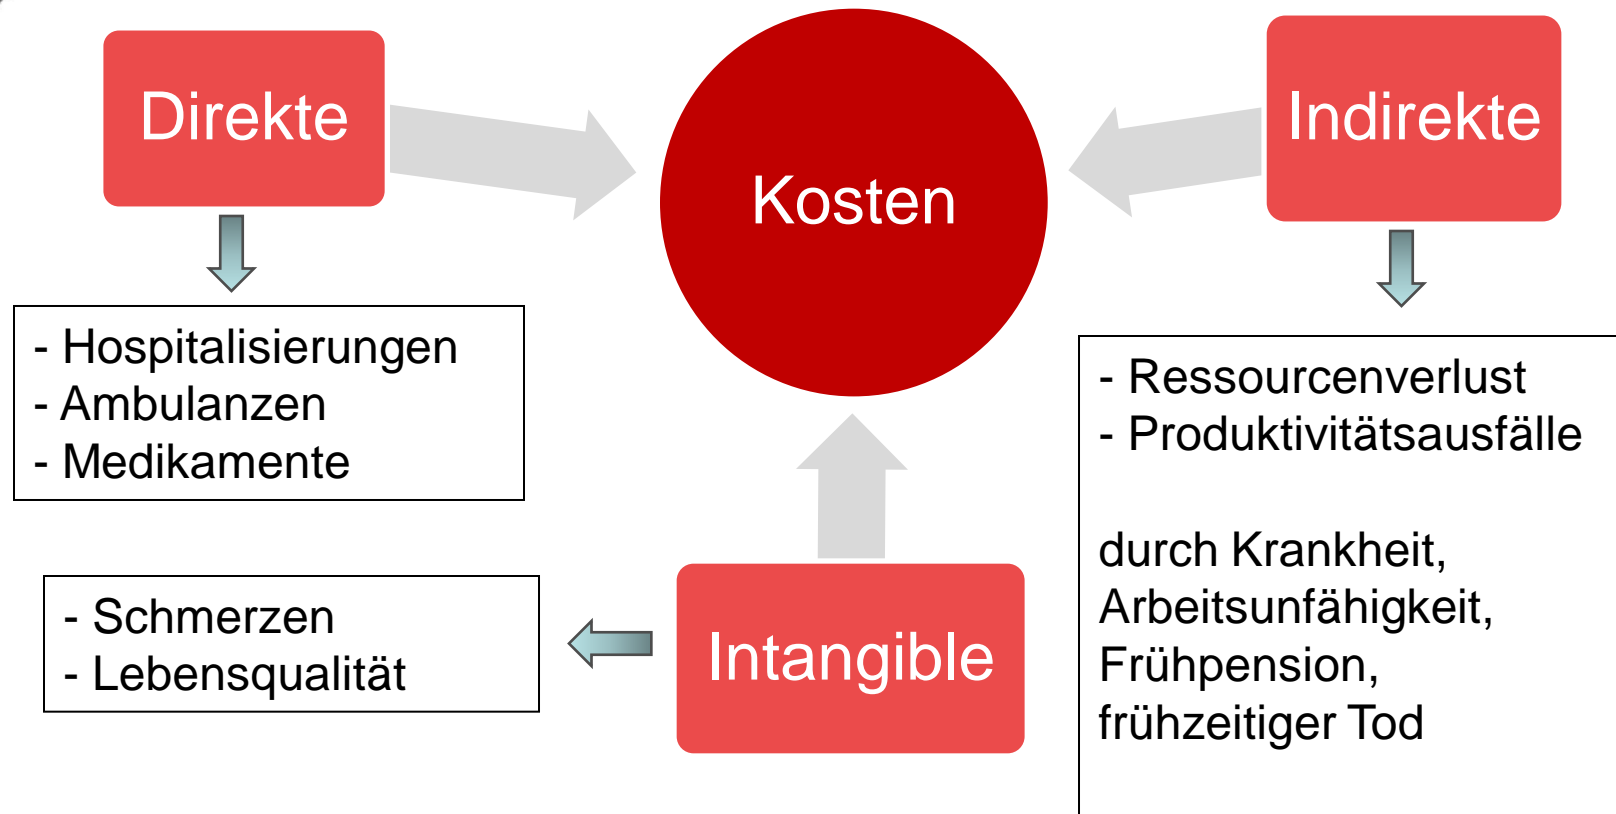 Direkte
Kosten
Indirekte
- Hospitalisierungen
- Ambulanzen
- Medikamente
- Ressourcenverlust
- Produktivitätsausfälle
durch Krankheit,
Arbeitsunfähigkeit,
Frühpension,
frühzeitiger Tod
- Schmerzen
- Lebensqualität
Intangible